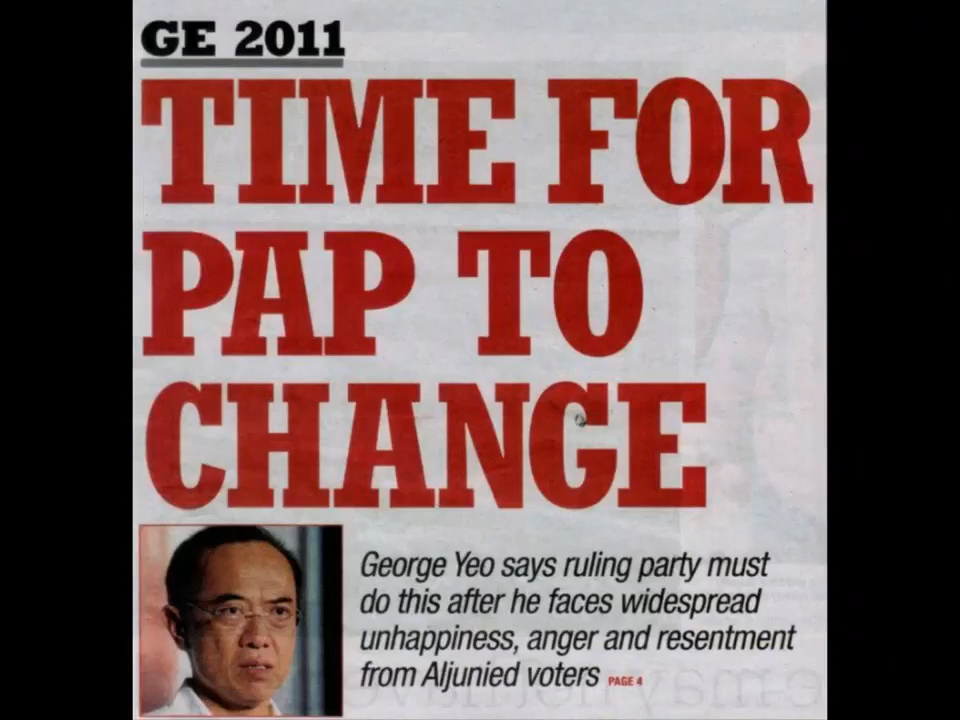 GE 2011
TIME FOR
PAP TO
CHANGE
George Yeo says ruling party must
do this after he faces widespread
unhappiness, anger and resentment
from Aljunied voters PAGE 4